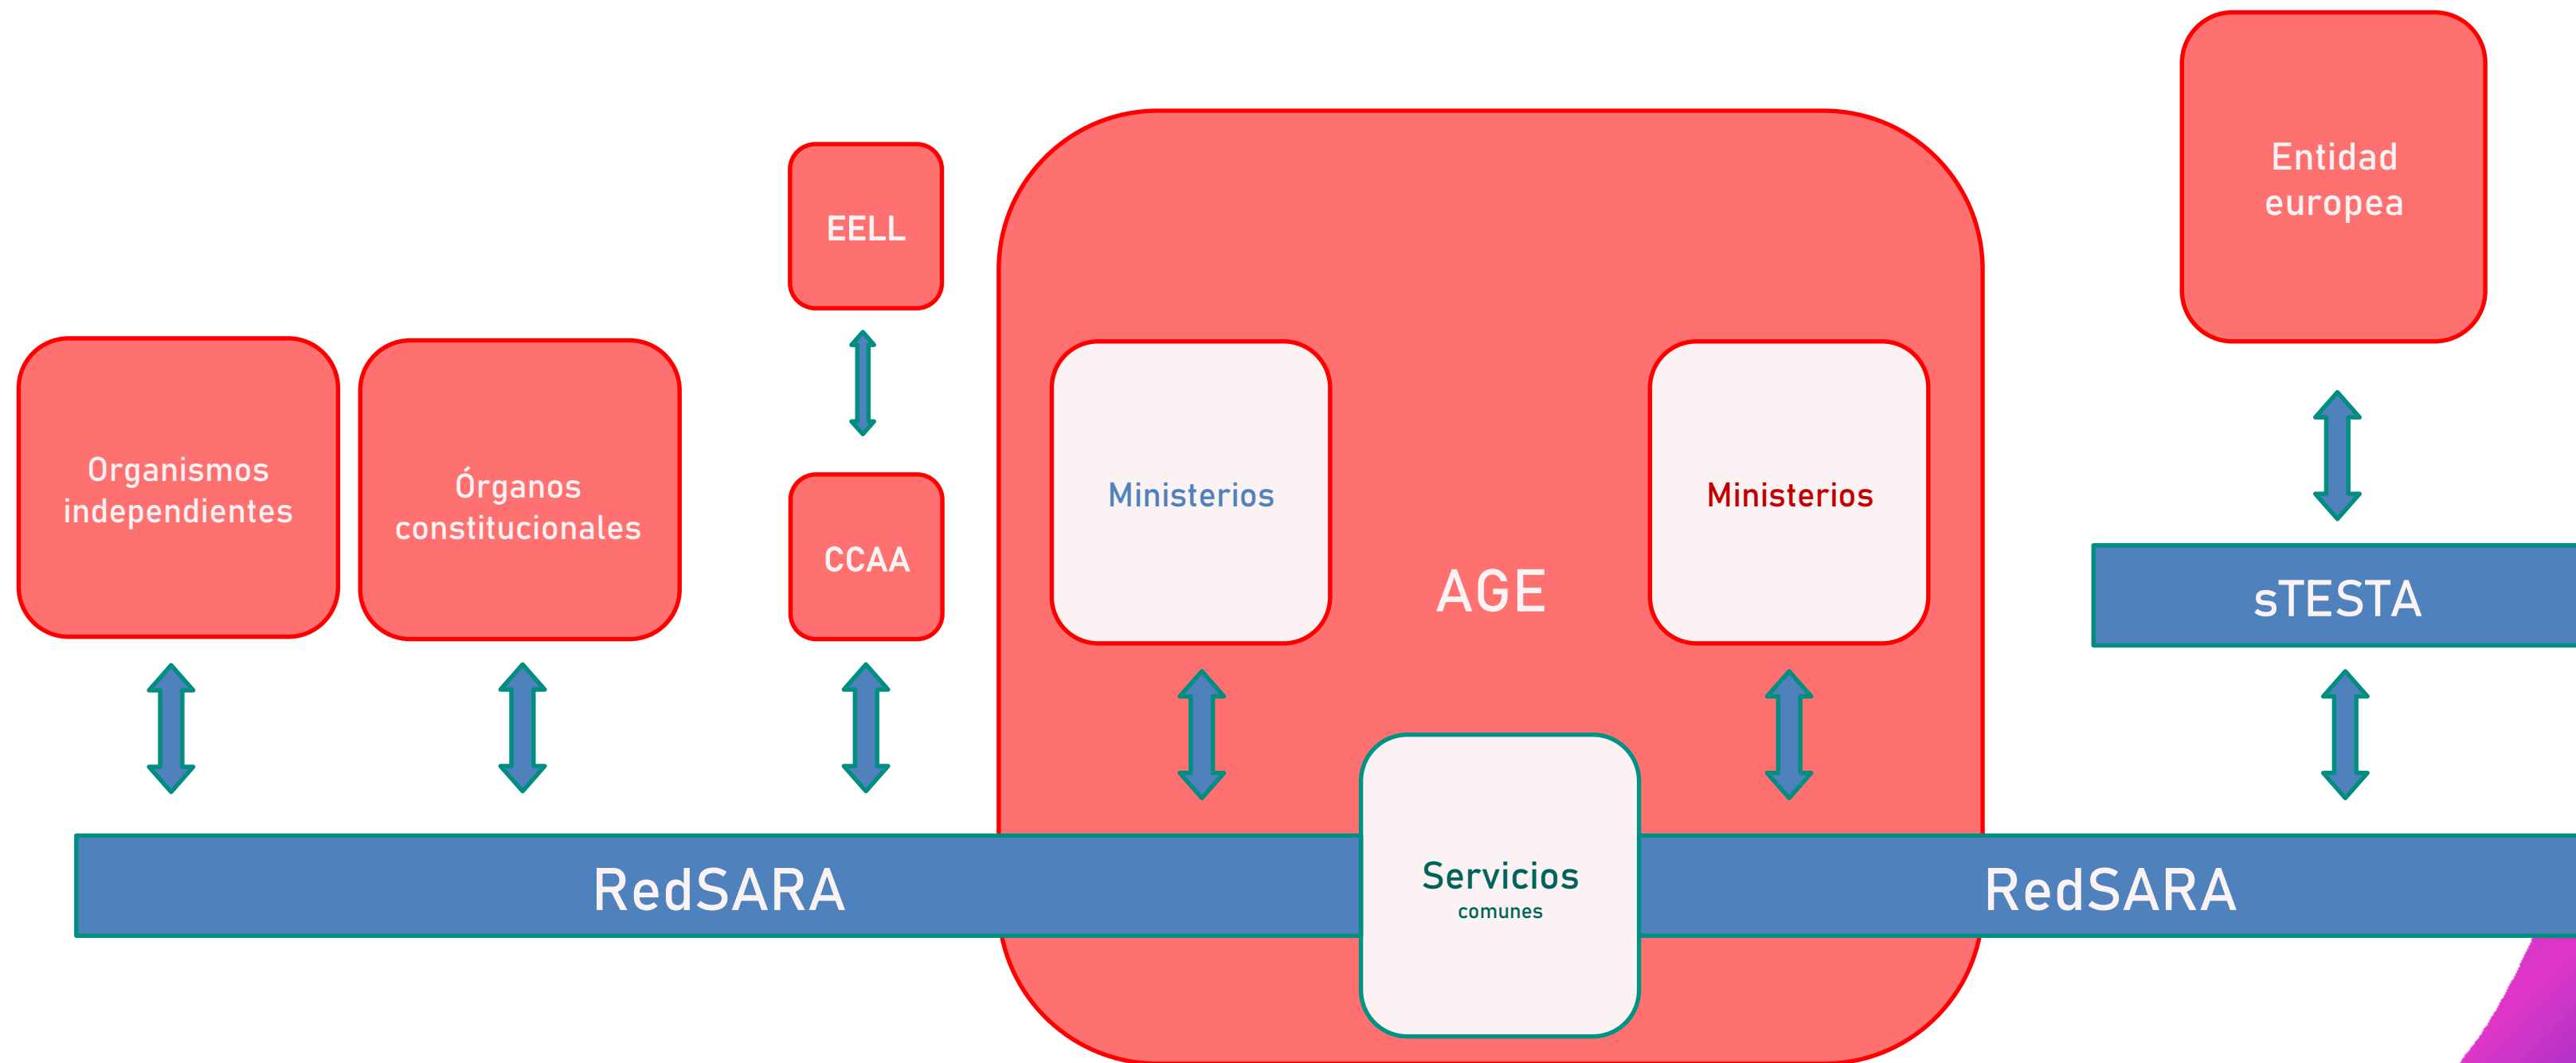 Organismos
independientes
Órganos
constitucionales
EELL
CCAA
Ministerios
AGE
Ministerios
Entidad
europea
sTESTA
RedSARA
Servicios
comunes
RedSARA